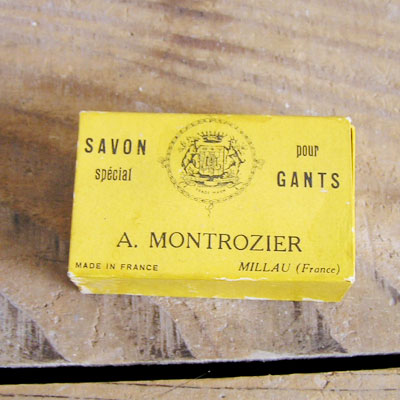 SAVON pour
spécial GANTS
A. MONTROZIER
MADE IN FRANCE MILLAU (France)